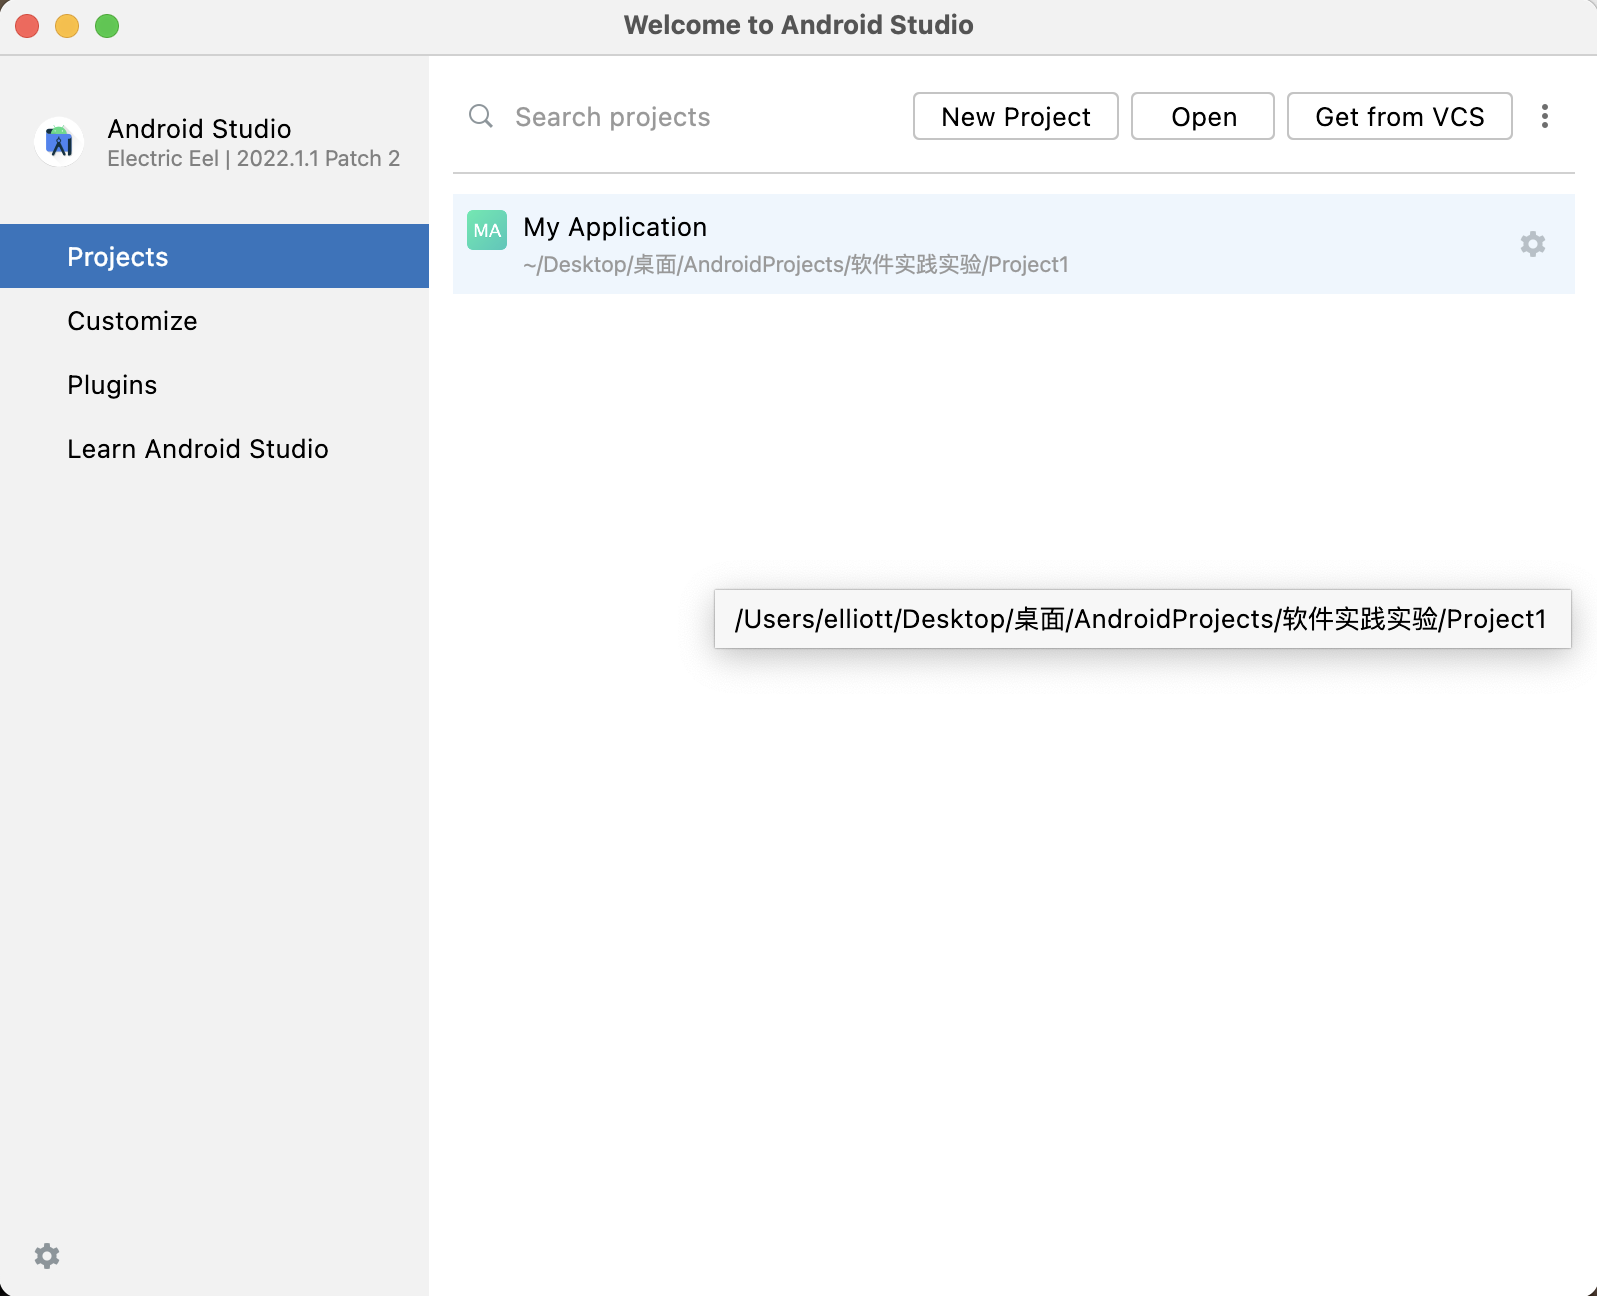 Welcome to Android Studio
Android Studio
Electric Eel | 2022.1.1 Patch 2
Projects
Customize
Plugins
Learn Android Studio
Search projects
New Project
Open
Get from VCS
MA
My Application
~/Desktop/桌面/AndroidProjects/软件实践实验/Project1
/Users/elliott/Desktop/桌面/AndroidProjects/软件实践实验/Project1